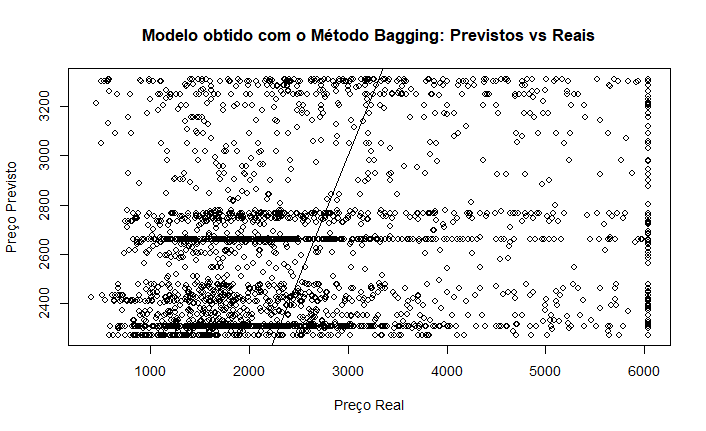 Modelo obtido com o Método Bagging: Previstos vs Reais
Preço Previsto
3200
3000
2800
2600
2400
1000 2000 3000 4000 5000 6000
Preço Real